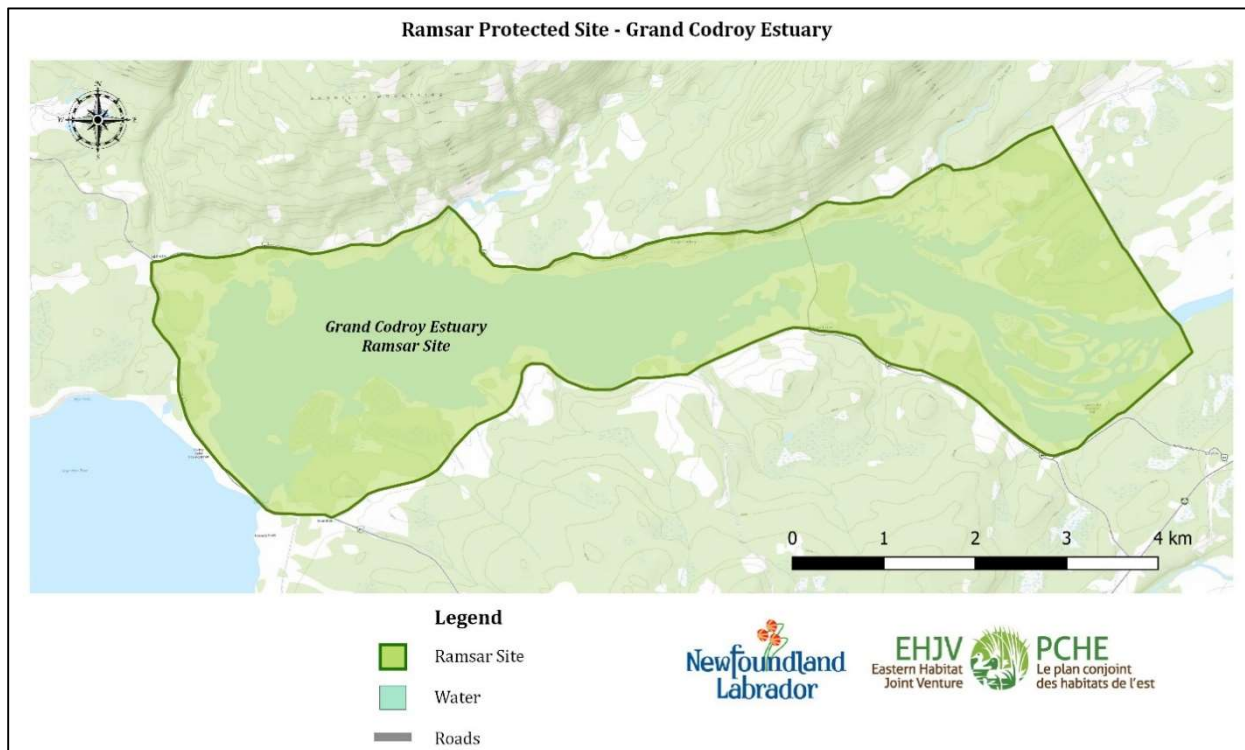 Ramsar Protected Site - Grand Codroy Estuary
N
Grand Codroy Estuary
Ramsar Site
0 1 2 3 4 km
Legend
Ramsar Site
Water
Roads
Newfoundland
Labrador
EHJV
Eastern Habitat
Joint Venture
PCHE
Le plan conjoint
des habitats de l'est